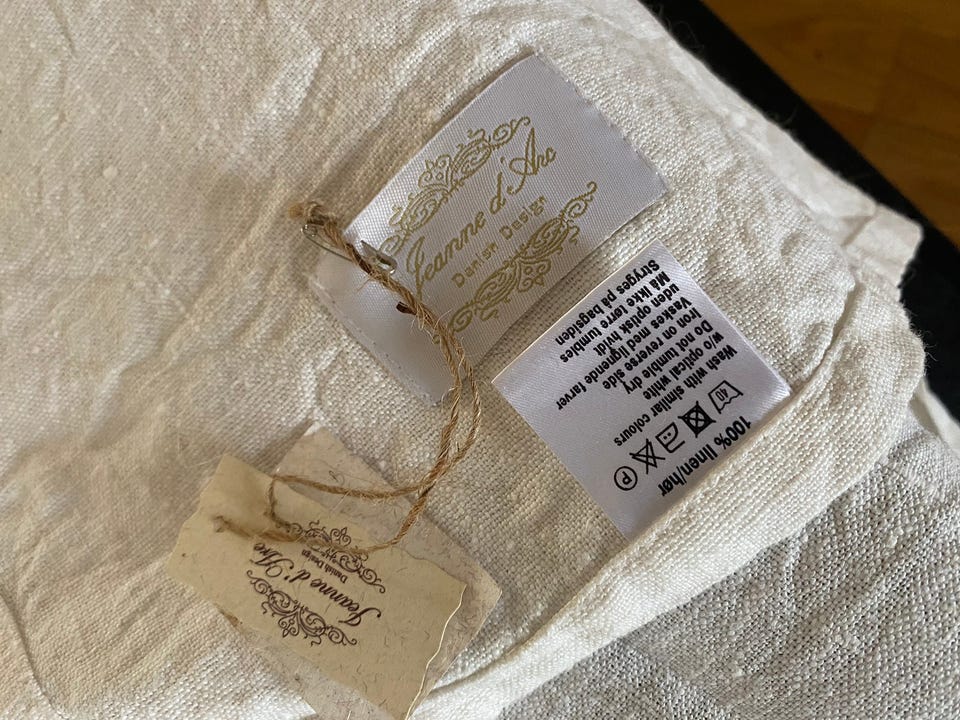 Jeanne d'Arc
Danish Design
100% linen/hør
40
P
Wash with similar colours
w/o optical white
Do not tumble dry
Iron on reverse side
Vaskes med lignende farver
uden optisk hvidt
Må ikke tørre tumbles
Stryges på bagsiden
Jeanne d'Arc
Danish Design